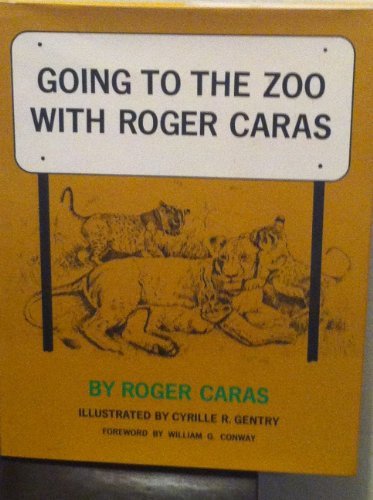 GOING TO THE ZOO
WITH ROGER CARAS
BY ROGER CARAS
ILLUSTRATED BY CYRILLE R. GENTRY
FOREWORD BY WILLIAM G. CONWAY